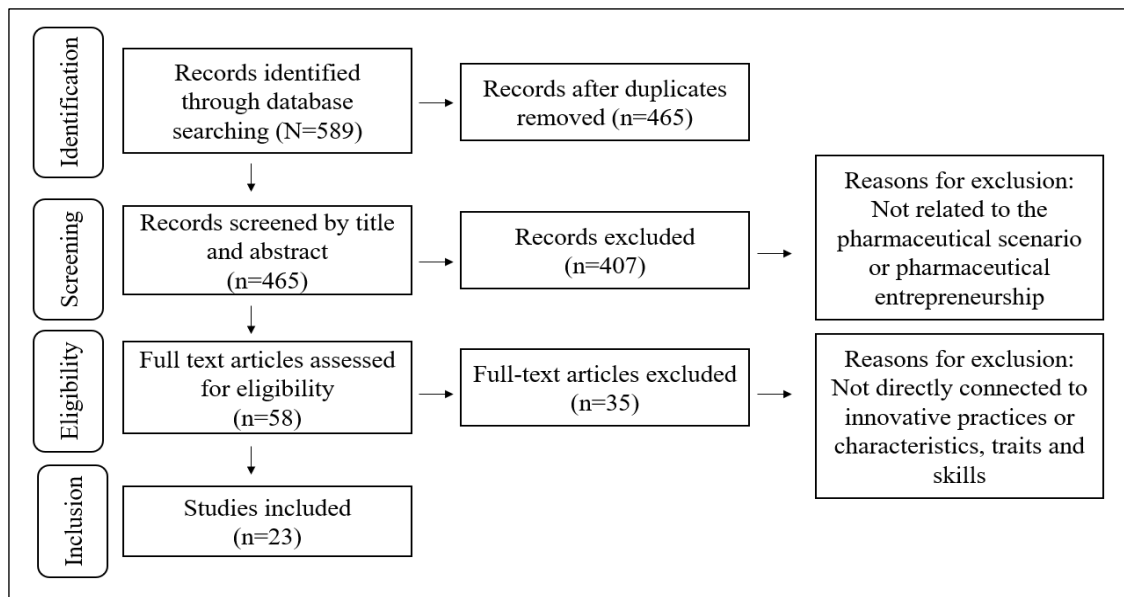 Identification
Records identified
through database
searching (N=589)
Records after duplicates
removed (n=465)
Screening
Records screened by title
and abstract
(n=465)
Records excluded
(n=407)
Reasons for exclusion:
Not related to the
pharmaceutical scenario
or pharmaceutical
entrepreneurship
Eligibility
Full text articles assessed
for eligibility
(n=58)
Full-text articles excluded
(n=35)
Reasons for exclusion:
Not directly connected to
innovative practices or
characteristics, traits and
skills
Inclusion
Studies included
(n=23)